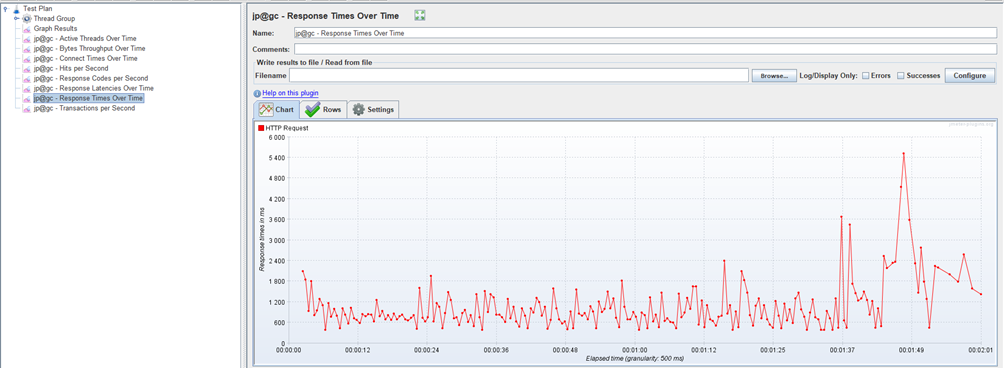 Test Plan
Thread Group
Graph Results
jp@gc - Active Threads Over Time
jp@gc - Bytes Throughput Over Time
jp@gc - Connect Times Over Time
jp@gc - Hits per Second
jp@gc - Response Codes per Second
jp@gc - Response Latencies Over Time
jp@gc - Response Times Over Time
jp@gc - Transactions per Second
jp@gc - Response Times Over Time
Name: jp@gc - Response Times Over Time
Comments:
Write results to file / Read from file
Filename Browse... Log/Display Only: Errors Successes Configure
Help on this plugin
Chart Rows Settings
HTTP Request
6 000
5 400
4 800
4 200
3 600
3 000
2 400
1 800
1 200
600
0
Response times in ms
00:00:00 00:00:12 00:00:24 00:00:36 00:00:48 00:01:00 00:01:12 00:01:25 00:01:37 00:01:49 00:02:01
Elapsed time (granularity: 500 ms)